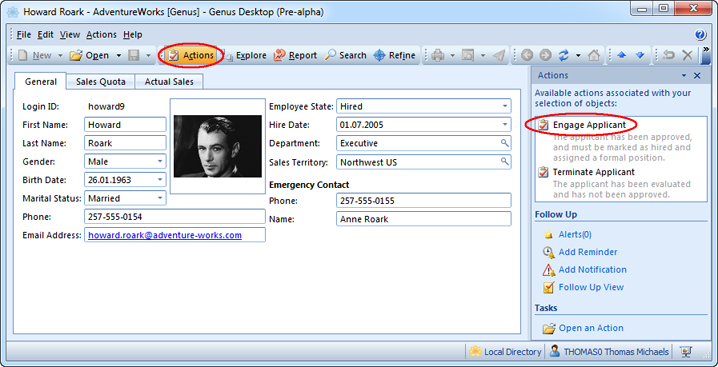 Howard Roark - AdventureWorks [Genus] - Genus Desktop (Pre-alpha)
File Edit View Actions Help
New Open Actions Explore Report Search Refine
General Sales Quota Actual Sales
Login ID: howard9
First Name: Howard
Last Name: Roark
Gender: Male
Birth Date: 26.01.1963
Marital Status: Married
Phone: 257-555-0154
Email Address: howard.roark@adventure-works.com
Employee State: Hired
Hire Date: 01.07.2005
Department: Executive
Sales Territory: Northwest US
Emergency Contact
Phone: 257-555-0155
Name: Anne Roark
Actions
Available actions associated with your
selection of objects:
Engage Applicant
The applicant has been approved,
and must be marked as hired and
assigned a formal position.
Terminate Applicant
The applicant has been evaluated
and has not been approved.
Follow Up
Alerts(0)
Add Reminder
Add Notification
Follow Up View
Tasks
Open an Action
Local Directory THOMAS0 Thomas Michaels